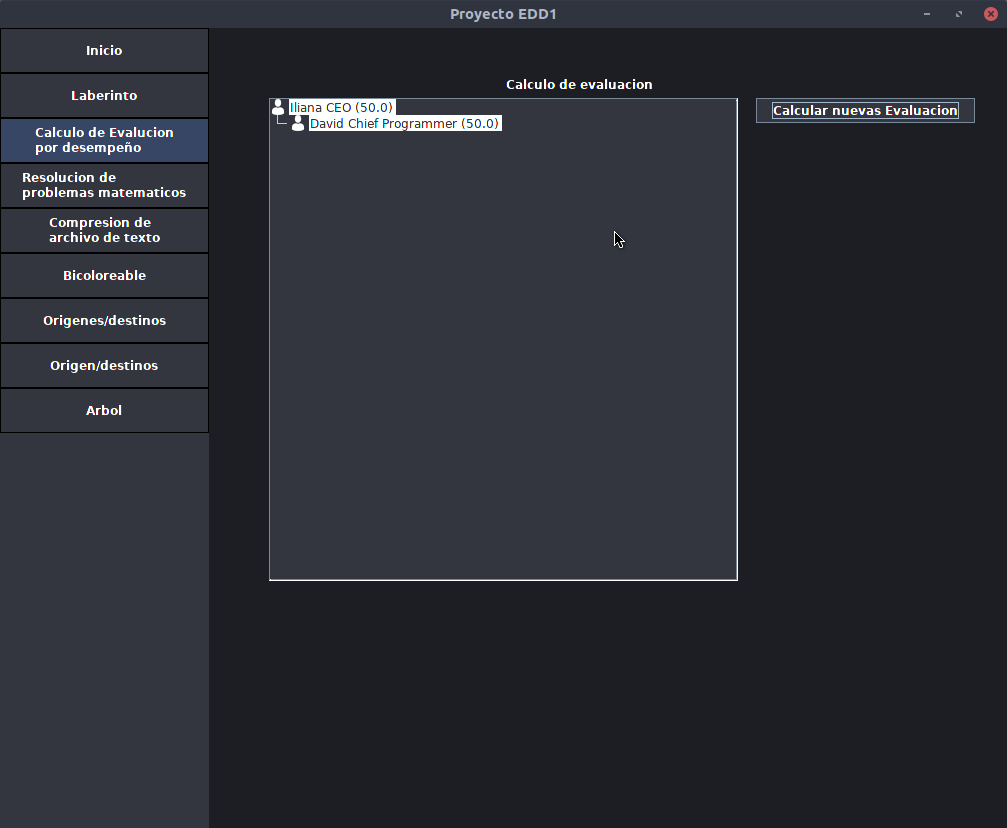 Proyecto EDD1
Inicio
Laberinto
Calculo de Evalucion
por desempeño
Resolucion de
problemas matematicos
Compresion de
archivo de texto
Bicoloreable
Origenes/destinos
Origen/destinos
Arbol
Calculo de evaluacion
Iliana CEO (50.0)
David Chief Programmer (50.0)
Calcular nuevas Evaluacion